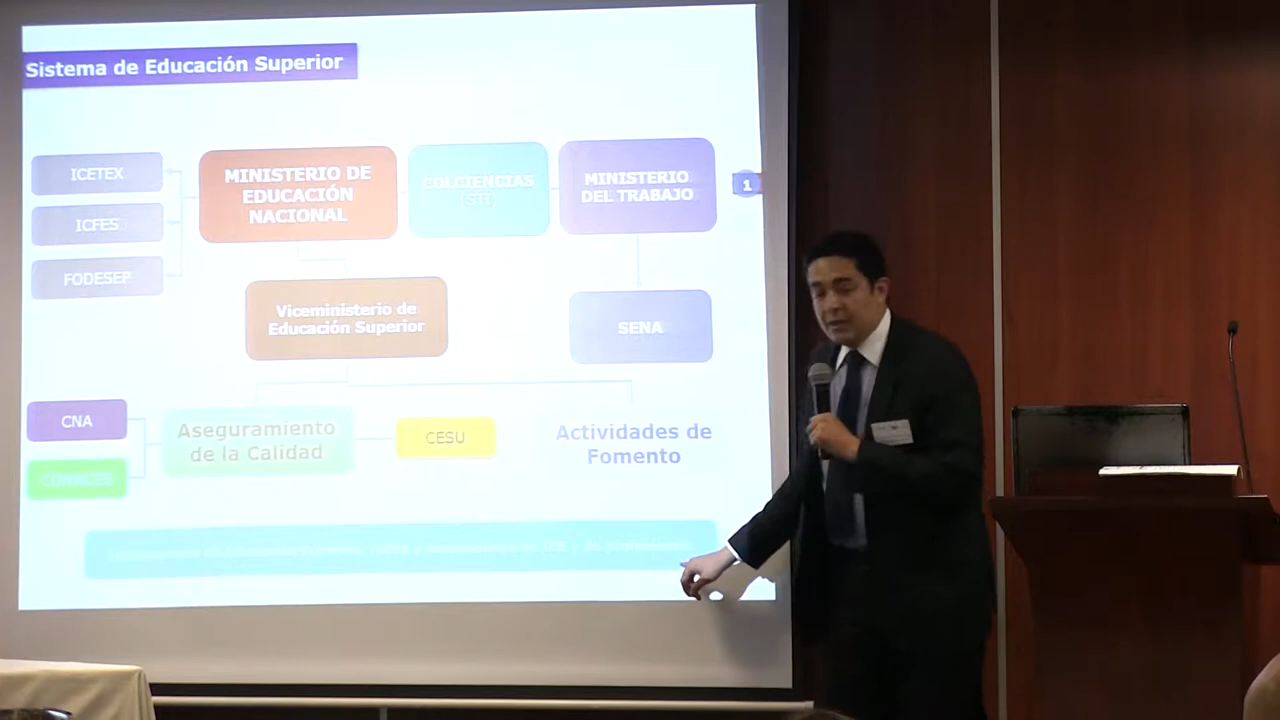 Sistema de Educación Superior
ICETEX
ICFES
FODESEP
MINISTERIO DE
EDUCACIÓN
NACIONAL
COLCIENCIAS
(STI)
MINISTERIO
DEL TRABAJO
1
Viceministerio de
Educación Superior
SENA
CNA
CONACES
Aseguramiento
de la Calidad
CESU
Actividades de
Fomento